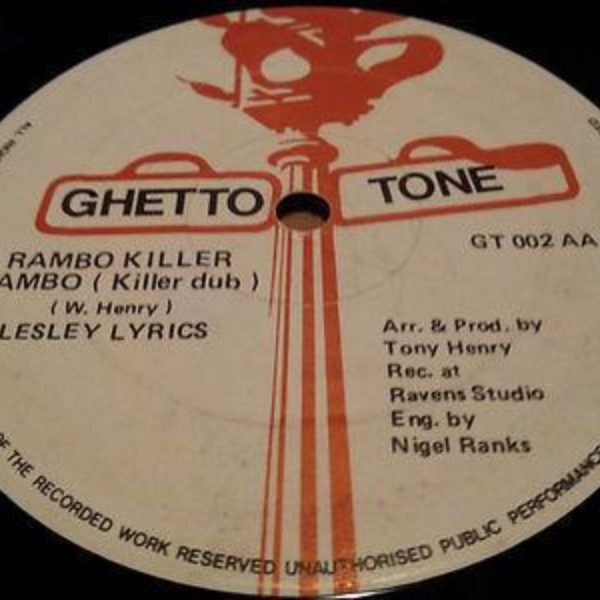 GHETTO TONE
GT 002 AA
RAMBO KILLER
AMBO ( Killer dub )
( W. Henry )
LESLEY LYRICS
Arr. & Prod. by
Tony Henry
Rec. at
Ravens Studio
Eng. by
Nigel Ranks
OF THE RECORDED WORK RESERVED UNAUTHORISED PUBLIC PERFORMANCE